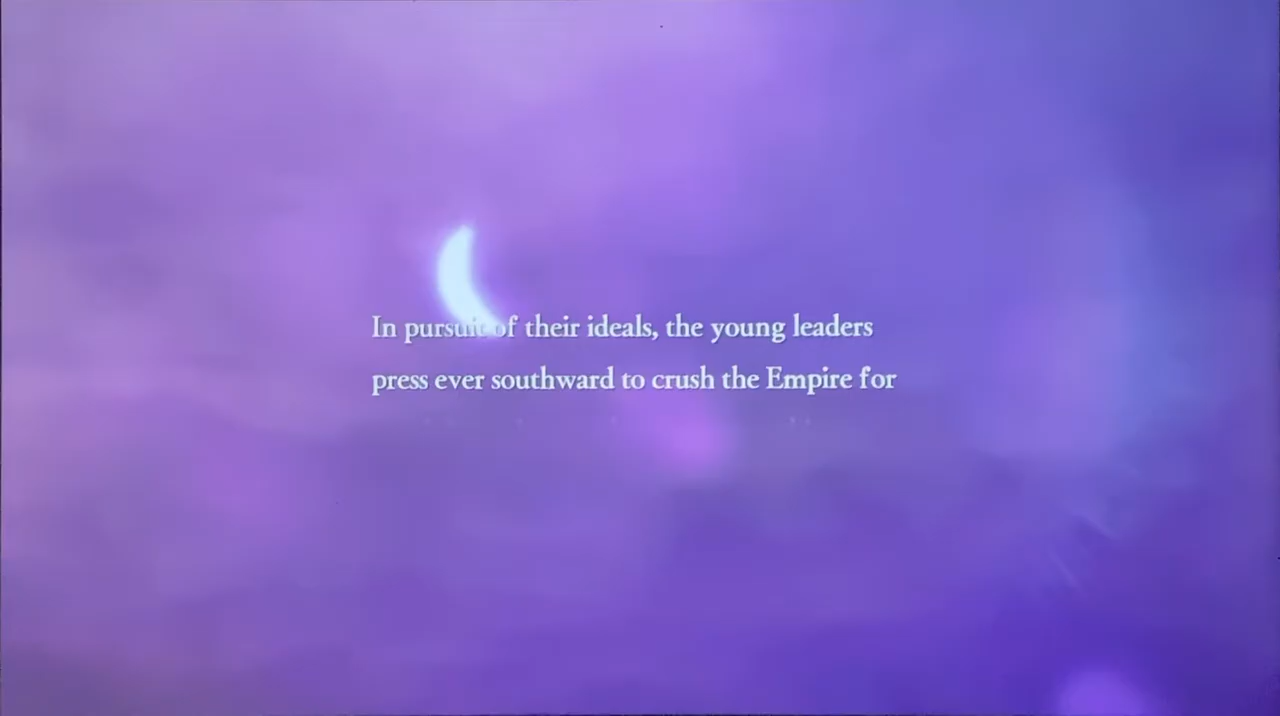 In pursuit of their ideals, the young leaders
press ever southward to crush the Empire for